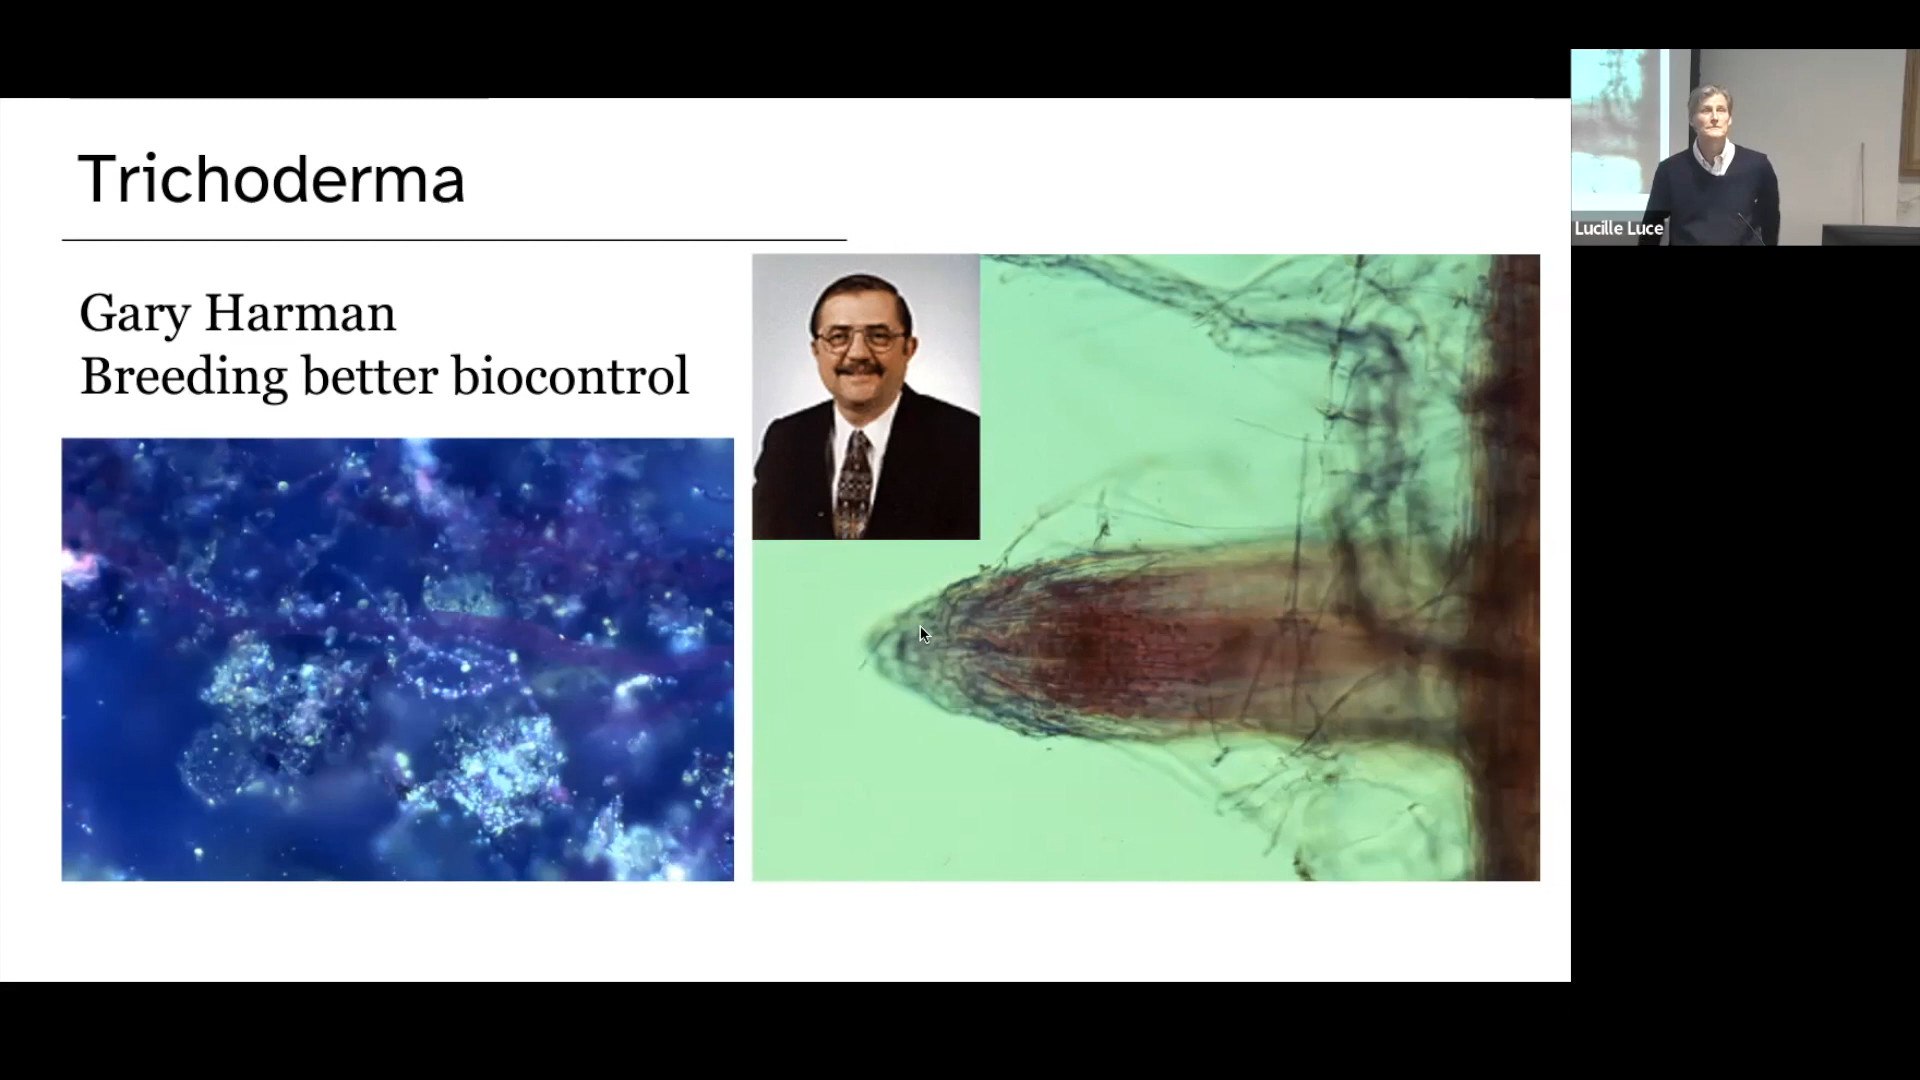 Trichoderma
Gary Harman
Breeding better biocontrol
Lucille Luce